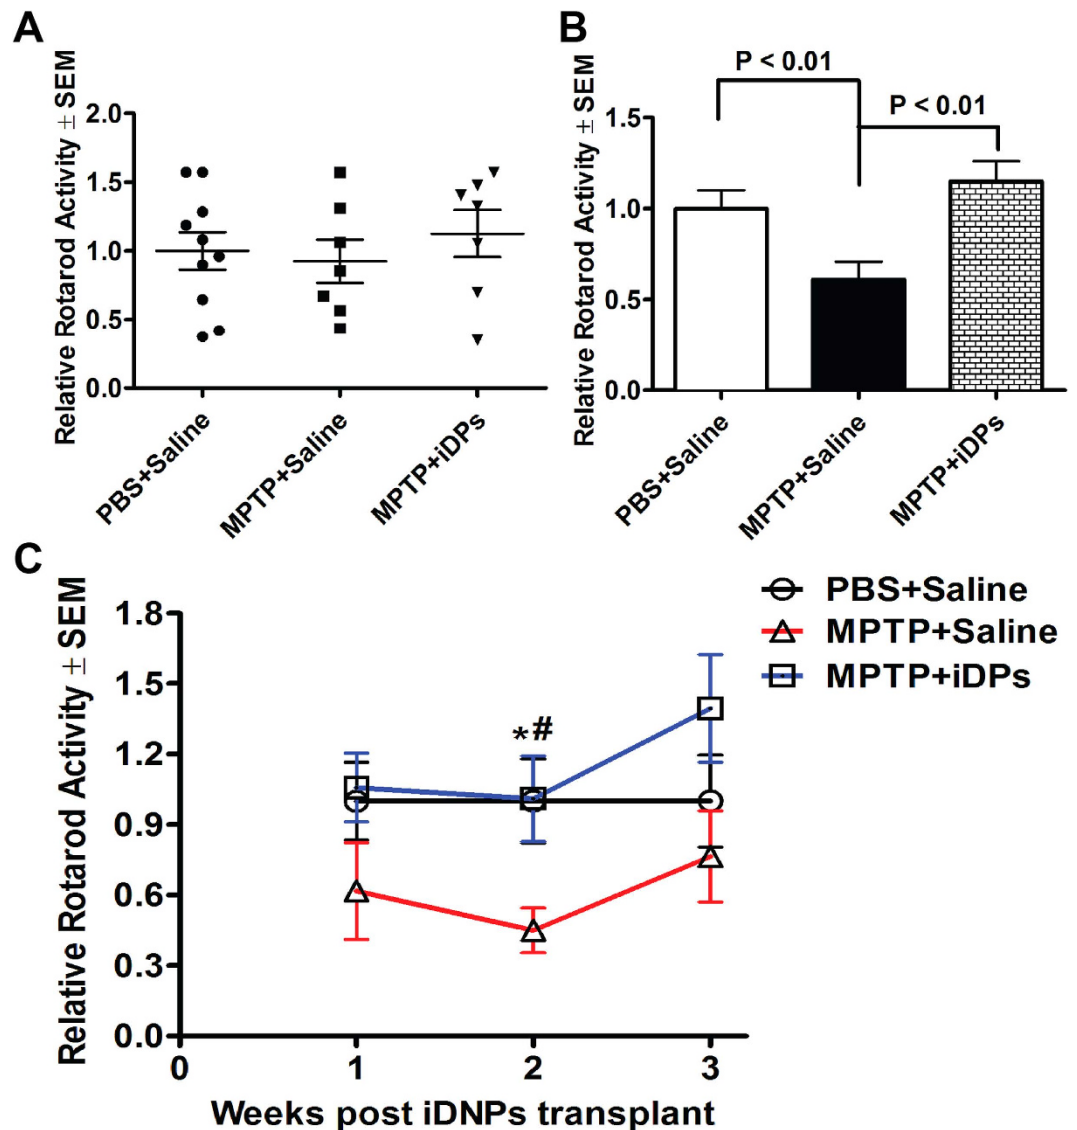 A
Relative Rotarod Activity ± SEM
2.0
1.5
1.0
0.5
0.0
PBS+Saline
MPTP+Saline
MPTP+iDPs
B
Relative Rotarod Activity ± SEM
P < 0.01
P < 0.01
1.5
1.0
0.5
0.0
PBS+Saline
MPTP+Saline
MPTP+iDPs
C
Relative Rotarod Activity ± SEM
1.8
1.5
1.2
0.9
0.6
0.3
0.0
*#
PBS+Saline
MPTP+Saline
MPTP+iDPs
0 1 2 3
Weeks post iDNPs transplant